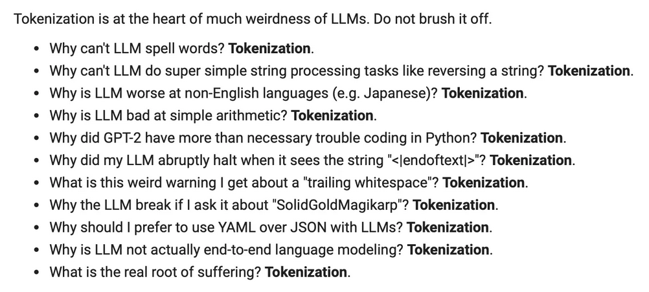 Tokenization is at the heart of much weirdness of LLMs. Do not brush it off.
• Why can't LLM spell words? Tokenization.
• Why can't LLM do super simple string processing tasks like reversing a string? Tokenization.
• Why is LLM worse at non-English languages (e.g. Japanese)? Tokenization.
• Why is LLM bad at simple arithmetic? Tokenization.
• Why did GPT-2 have more than necessary trouble coding in Python? Tokenization.
• Why did my LLM abruptly halt when it sees the string "<|endoftext|>"? Tokenization.
• What is this weird warning I get about a "trailing whitespace"? Tokenization.
• Why the LLM break if I ask it about "SolidGoldMagikarp"? Tokenization.
• Why should I prefer to use YAML over JSON with LLMs? Tokenization.
• Why is LLM not actually end-to-end language modeling? Tokenization.
• What is the real root of suffering? Tokenization.